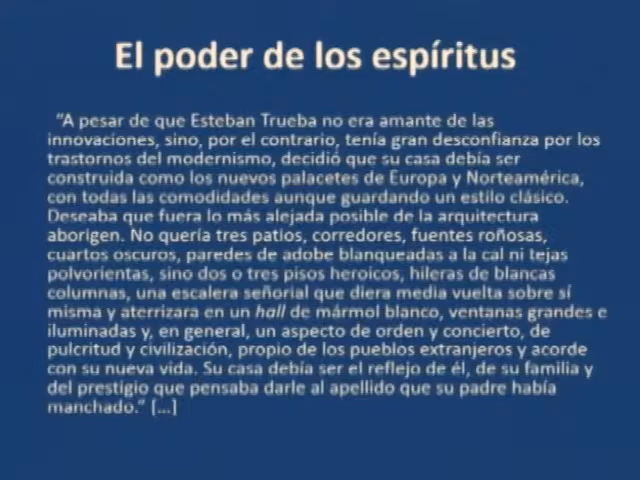 El poder de los espíritus
“A pesar de que Esteban Trueba no era amante de las
innovaciones, sino, por el contrario, tenía gran desconfianza por los
trastornos del modernismo, decidió que su casa debía ser
construida como los nuevos palacetes de Europa y Norteamérica,
con todas las comodidades aunque guardando un estilo clásico.
Deseaba que fuera lo más alejada posible de la arquitectura
aborigen. No quería tres patios, corredores, fuentes roñosas,
cuartos oscuros, paredes de adobe blanqueadas a la cal ni tejas
polvorientas, sino dos o tres pisos heroicos, hileras de blancas
columnas, una escalera señorial que diera media vuelta sobre sí
misma y aterrizara en un hall de mármol blanco, ventanas grandes e
iluminadas y, en general, un aspecto de orden y concierto, de
pulcritud y civilización, propio de los pueblos extranjeros y acorde
con su nueva vida. Su casa debía ser el reflejo de él, de su familia y
del prestigio que pensaba darle al apellido que su padre había
manchado.” [...]